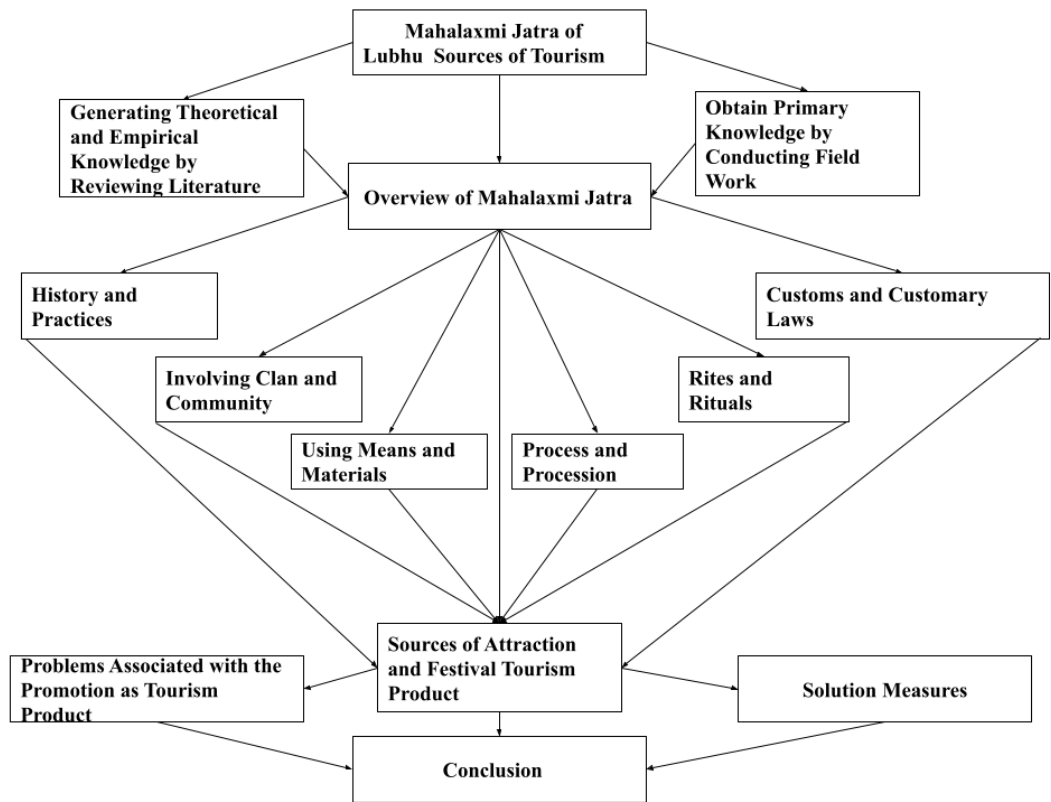 Mahalaxmi Jatra of
Lubhu Sources of Tourism
Generating Theoretical
and Empirical
Knowledge by
Reviewing Literature
Obtain Primary
Knowledge by
Conducting Field
Work
Overview of Mahalaxmi Jatra
History and
Practices
Customs and Customary
Laws
Involving Clan and
Community
Rites and
Rituals
Using Means and
Materials
Process and
Procession
Sources of Attraction
and Festival Tourism
Product
Problems Associated with the
Promotion as Tourism
Product
Solution Measures
Conclusion